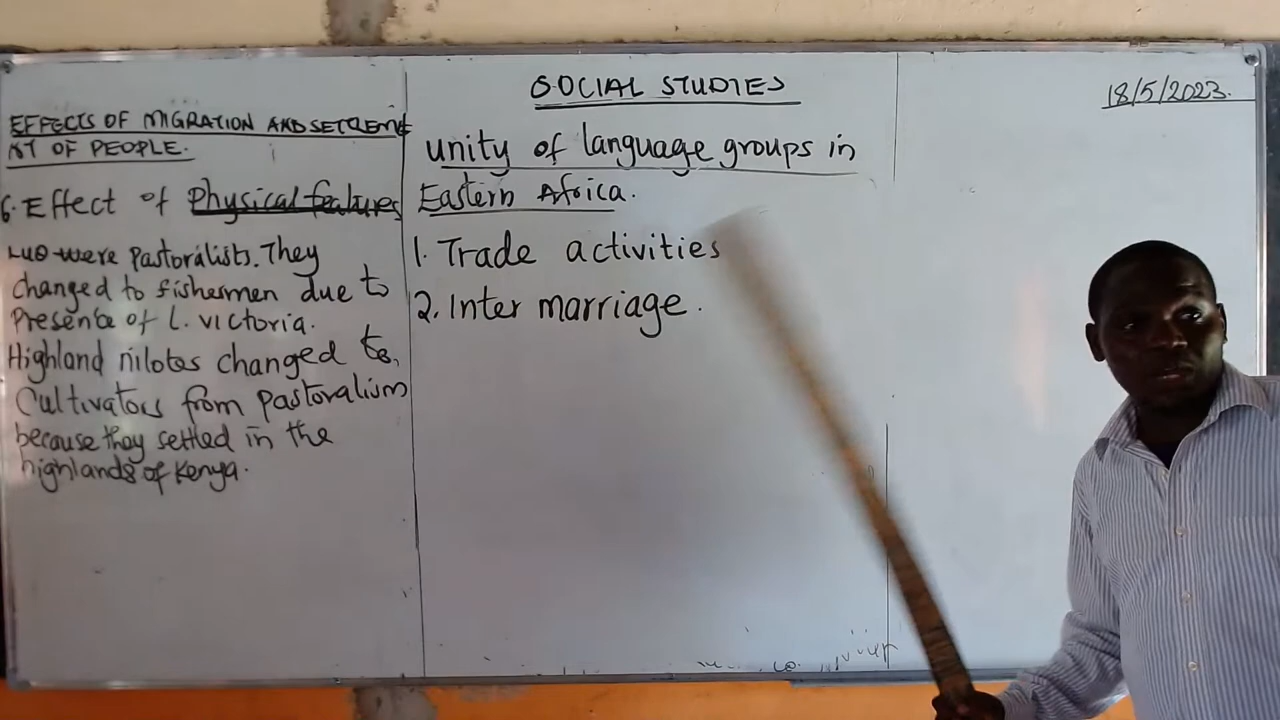 SOCIAL STUDIES
18/5/2023.
EFFECTS OF MIGRATION AND SETTLEME
NT OF PEOPLE.
6. Effect of Physical features
Luo were Pastoralists. They
changed to fishermen due to
Presence of L. victoria.
Highland nilotes changed to,
Cultivators from pastoralism
because they settled in the
highlands of Kenya.
unity of language groups in
Eastern Africa.
1. Trade activities
2. Inter marriage.